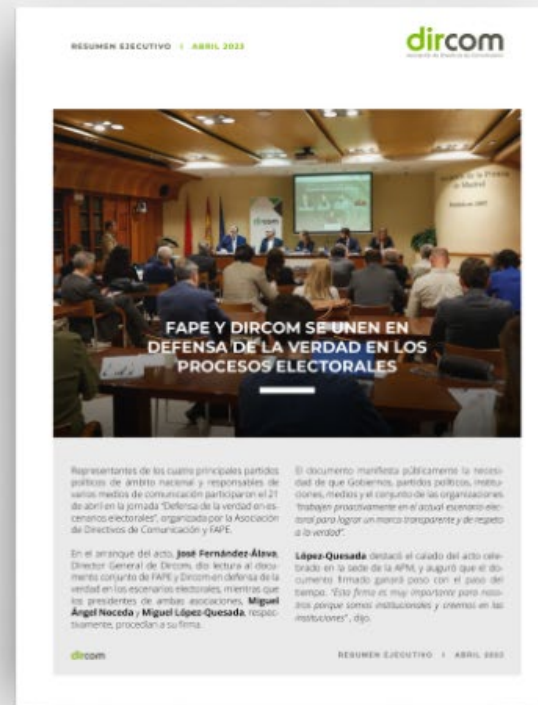 RESUMEN EJECUTIVO I ABRIL 2023
dircom
dircom
de la Prensa
de Madrid
FAPE Y DIRCOM SE UNEN EN
DEFENSA DE LA VERDAD EN LOS
PROCESOS ELECTORALES
Representantes de los cuatro principales partidos
políticos de ámbito nacional y responsables de
varios medios de comunicación participaron el 21
de abril en la jornada “Defensa de la verdad en es-
cenarios electorales”, organizada por la Asociación
de Directivos de Comunicación y FAPE.
En el arranque del acto, José Fernández-Álava,
Director General de Dircom, dio lectura al docu-
mento conjunto de FAPE y Dircom en defensa de la
verdad en los escenarios electorales, mientras que
los presidentes de ambas asociaciones, Miguel
Ángel Noceda y Miguel López-Quesada, respec-
tivamente, procedían a su firma.
El documento manifiesta públicamente la necesi-
dad de que Gobiernos, partidos políticos, institu-
ciones, medios y el conjunto de las organizaciones
“trabajen proactivamente en el actual escenario elec-
toral para lograr un marco transparente y de respeto
a la verdad”.
López-Quesada destacó el calado del acto cele-
brado en la sede de la APM, y auguró que el do-
cumento firmado ganará poso con el paso del
tiempo. “Esta firma es muy importante para noso-
tros porque somos institucionales y creemos en las
instituciones”, dijo.
dircom
RESUMEN EJECUTIVO I ABRIL 2023